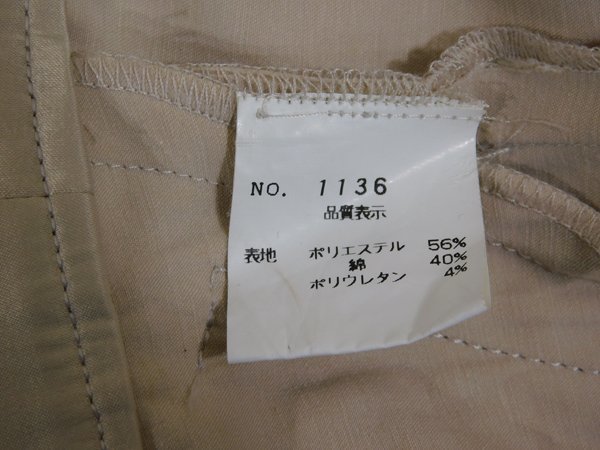 NO. 1136
品質表示
表地 ポリエステル 56%
綿 40%
ポリウレタン 4%